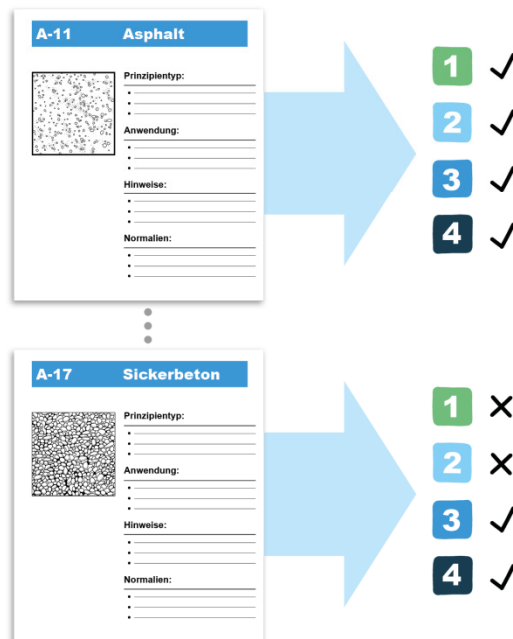 A-11 Asphalt
Prinzipientyp:
Anwendung:
Hinweise:
Normalien:
1
2
3
4
A-17 Sickerbeton
Prinzipientyp:
Anwendung:
Hinweise:
Normalien:
1
2
3
4